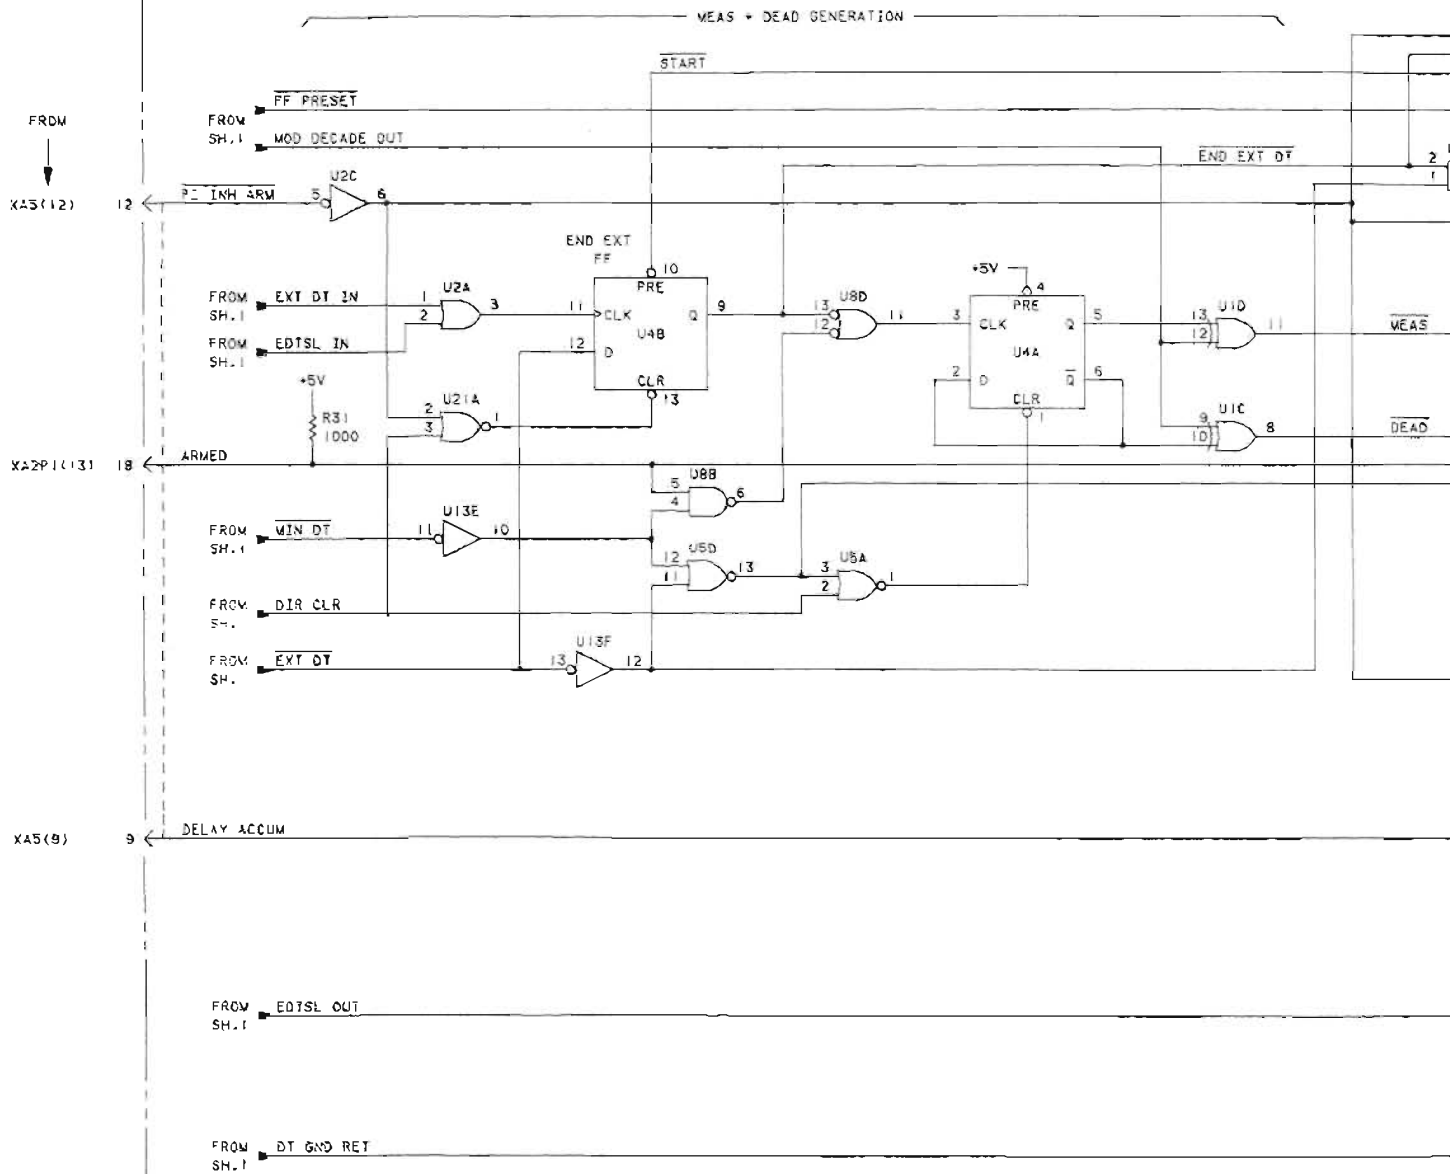 MEAS + DEAD GENERATION
START
FF PRESET
FROM
FROM
SH.1
MOD DECADE OUT
END EXT DT
2
1
U2C
INH ARM
5
6
XA5(12)
12
END EXT
FF
10
+5V
4
PRE
PRE
U2A
FROM
SH.1
EXT DT IN
1
2
3
11
CLK
Q
9
U4B
U8D
13
12
11
3
CLK
Q
5
U4A
U1D
13
12
11
MEAS
FROM
SH.1
EDTSL IN
12
D
CLR
13
2
D
Q
6
CLR
1
+5V
R31
1000
U21A
2
3
1
U1C
9
10
8
DEAD
XA2P1(13)
18
ARMED
U8B
5
4
6
U13E
FROM
SH.1
MIN DT
11
10
U5D
12
11
13
U5A
3
2
1
FROM
SH.
DIR CLR
U13F
FROM
SH.
EXT DT
13
12
XA5(9)
9
DELAY ACCUM
FROM
SH.1
EDTSL OUT
FROM
SH.1
DT GND RET